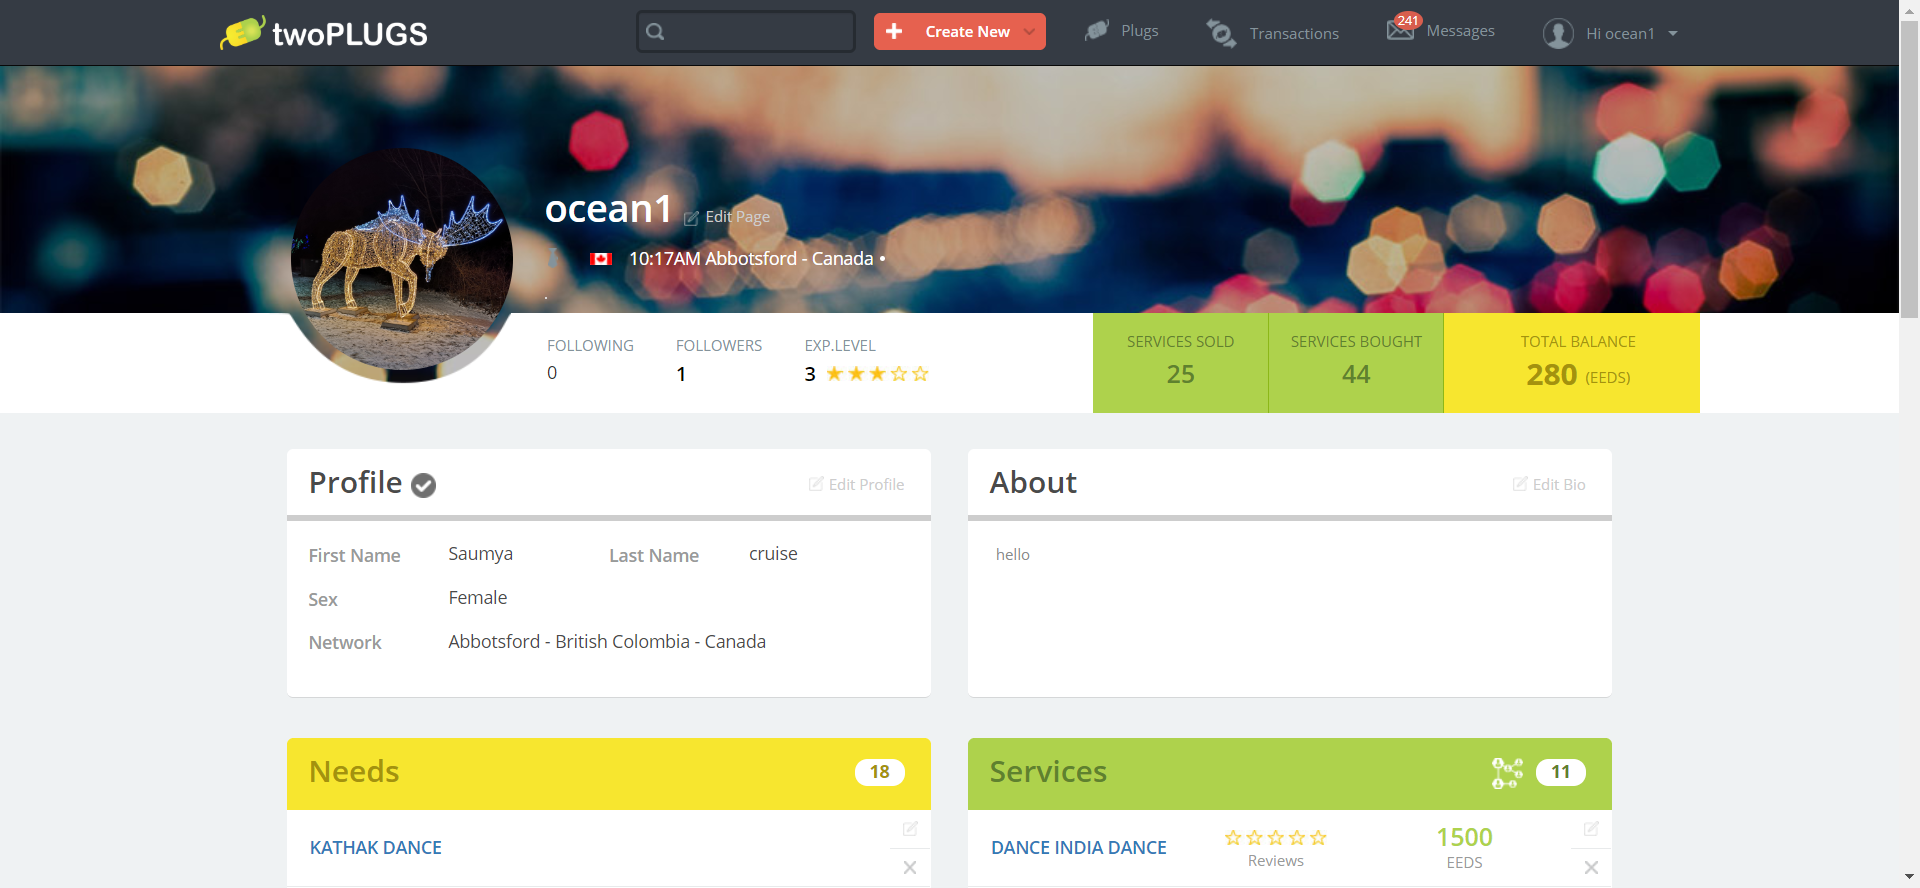 twoPLUGS
Create New
Plugs
Transactions
241
Messages
Hi ocean1
ocean1
Edit Page
10:17AM Abbotsford - Canada •
.
FOLLOWING
0
FOLLOWERS
1
EXP.LEVEL
3
SERVICES SOLD
25
SERVICES BOUGHT
44
TOTAL BALANCE
280 (EEDS)
Profile
Edit Profile
First Name Saumya Last Name cruise
Sex Female
Network Abbotsford - British Colombia - Canada
About
Edit Bio
hello
Needs
18
KATHAK DANCE
Services
11
DANCE INDIA DANCE
Reviews
1500
EEDS